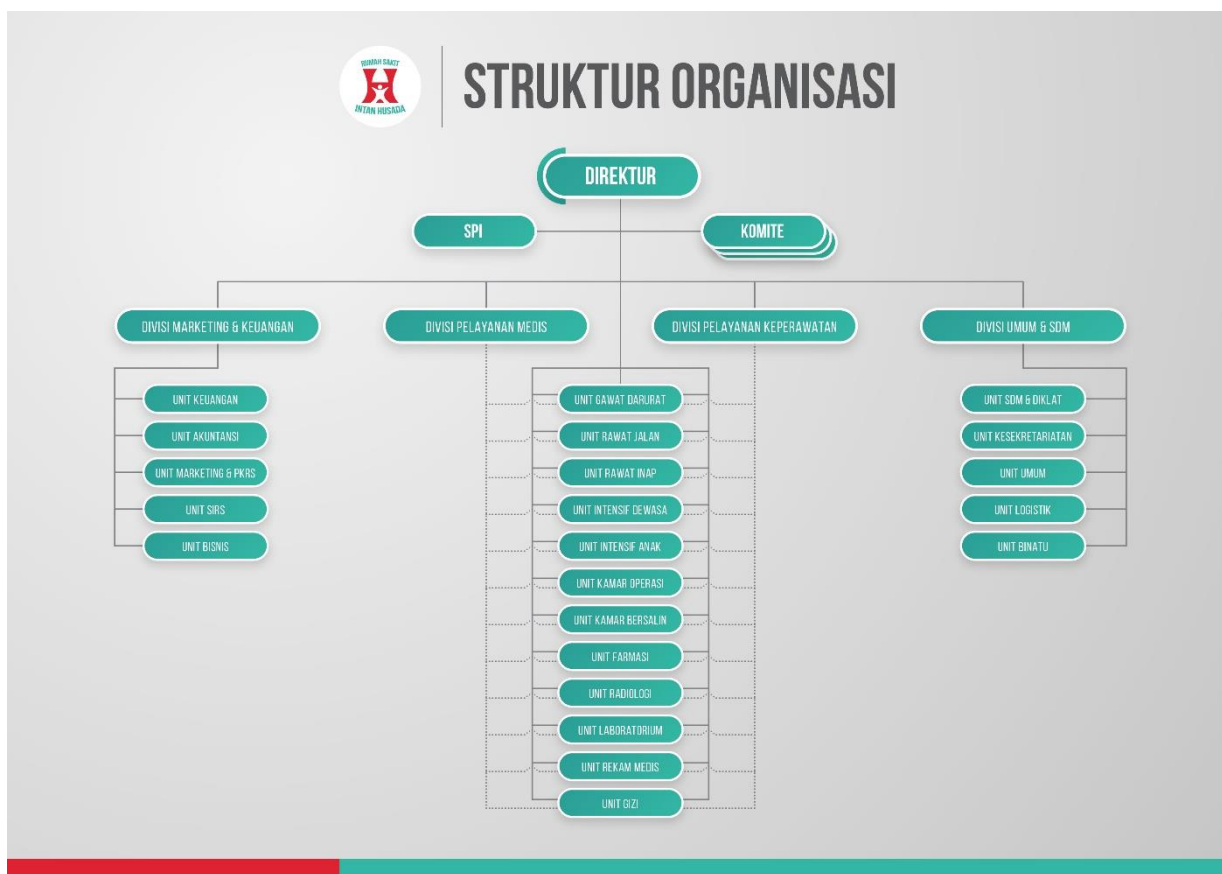 RUMAH SAKIT
INTAN HUSADA
STRUKTUR ORGANISASI
DIREKTUR
SPI
KOMITE
DIVISI MARKETING & KEUANGAN
DIVISI PELAYANAN MEDIS
DIVISI PELAYANAN KEPERAWATAN
DIVISI UMUM & SDM
UNIT KEUANGAN
UNIT AKUNTANSI
UNIT MARKETING & PKRS
UNIT SIRS
UNIT BISNIS
UNIT GAWAT DARURAT
UNIT RAWAT JALAN
UNIT RAWAT INAP
UNIT INTENSIF DEWASA
UNIT INTENSIF ANAK
UNIT KAMAR OPERASI
UNIT KAMAR BERSALIN
UNIT FARMASI
UNIT RADIOLOGI
UNIT LABORATORIUM
UNIT REKAM MEDIS
UNIT GIZI
UNIT SDM & DIKLAT
UNIT KESEKRETARIATAN
UNIT UMUM
UNIT LOGISTIK
UNIT BINATU